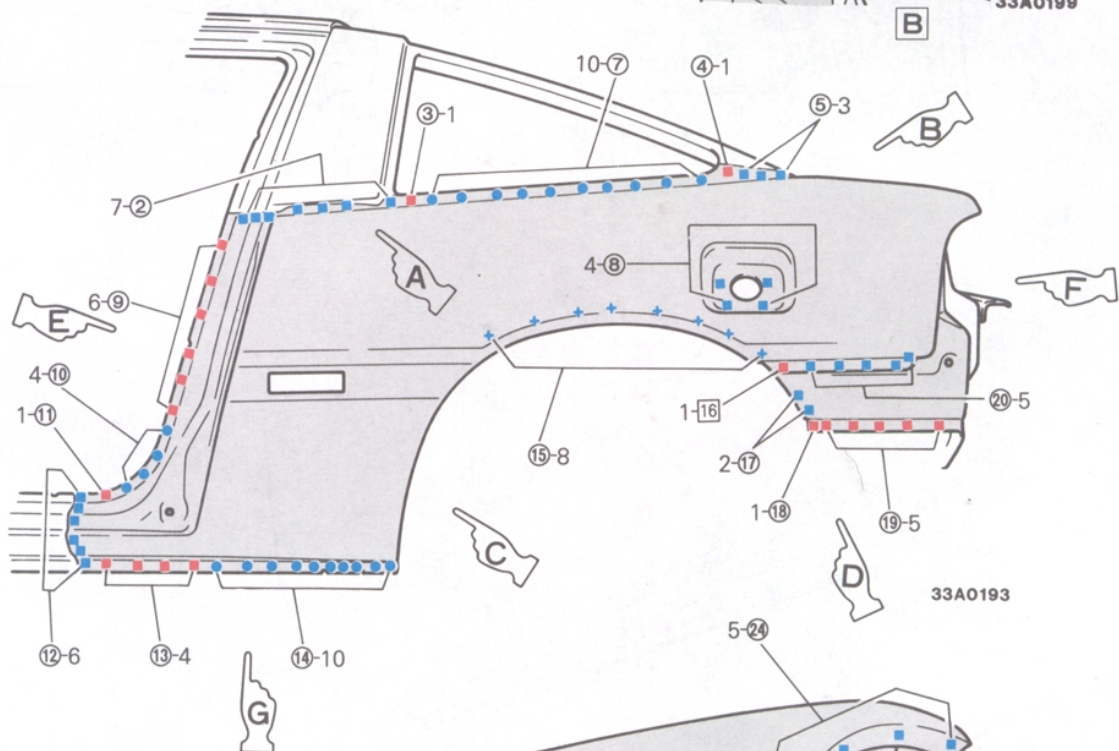 33A0199
B
10-⑦
④-1
③-1
⑤-3
B
7-②
A
4-⑧
6-⑨
E
F
4-⑩
1-⑪
1-16
⑳-5
⑮-8
2-⑰
1-⑱
⑲-5
C
D
33A0193
⑫-6
⑬-4
⑭-10
5-㉔
G